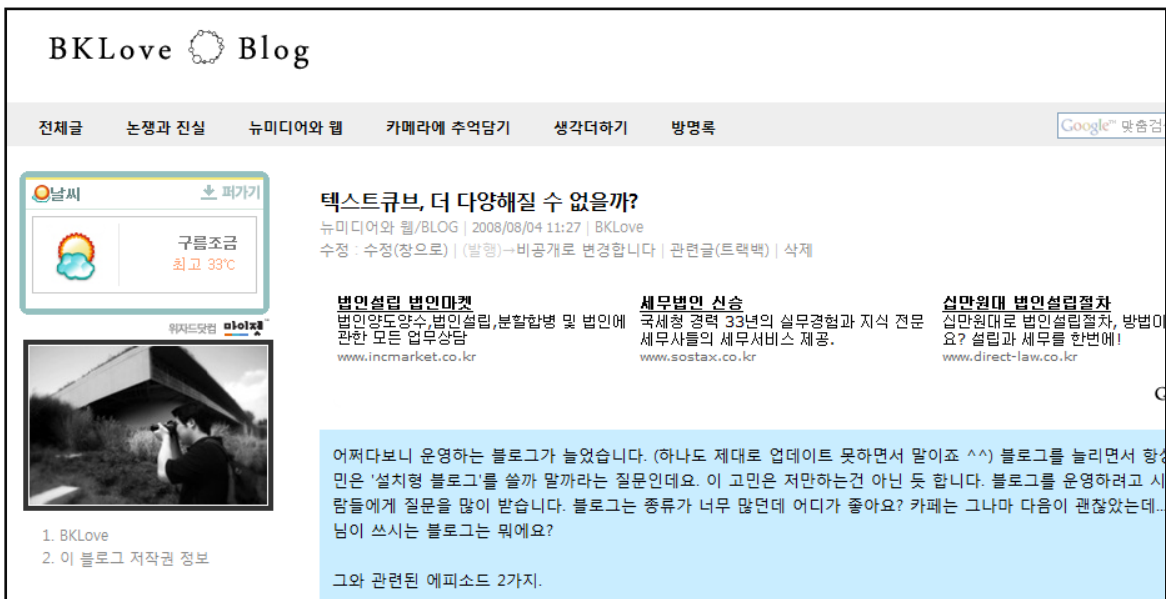 BKLove Blog
전체글 논쟁과 진실 뉴미디어와 웹 카메라에 추억담기 생각더하기 방명록
Google™ 맞춤검
날씨 퍼가기
구름조금
최고 33℃
위자드닷컴 마이젯
1. BKLove
2. 이 블로그 저작권 정보
텍스트큐브, 더 다양해질 수 없을까?
뉴미디어와 웹/BLOG | 2008/08/04 11:27 | BKLove
수정 : 수정(창으로) | (발행)→비공개로 변경합니다 | 관련글(트랙백) | 삭제
법인설립 법인마켓
법인양도양수,법인설립,분할합병 및 법인에
관한 모든 업무상담
www.incmarket.co.kr
세무법인 신승
국세청 경력 33년의 실무경험과 지식 전문
세무사들의 세무서비스 제공.
www.sostax.co.kr
십만원대 법인설립절차
십만원대로 법인설립절차, 방법이
요? 설립과 세무를 한번에!
www.direct-law.co.kr
G
어쩌다보니 운영하는 블로그가 늘었습니다. (하나도 제대로 업데이트 못하면서 말이죠 ^^) 블로그를 늘리면서 항상
민은 '설치형 블로그'를 쓸까 말까라는 질문인데요. 이 고민은 저만하는건 아닌 듯 합니다. 블로그를 운영하려고 시
람들에게 질문을 많이 받습니다. 블로그는 종류가 너무 많던데 어디가 좋아요? 카페는 그나마 다음이 괜찮았는데...
님이 쓰시는 블로그는 뭐에요?
그와 관련된 에피소드 2가지.